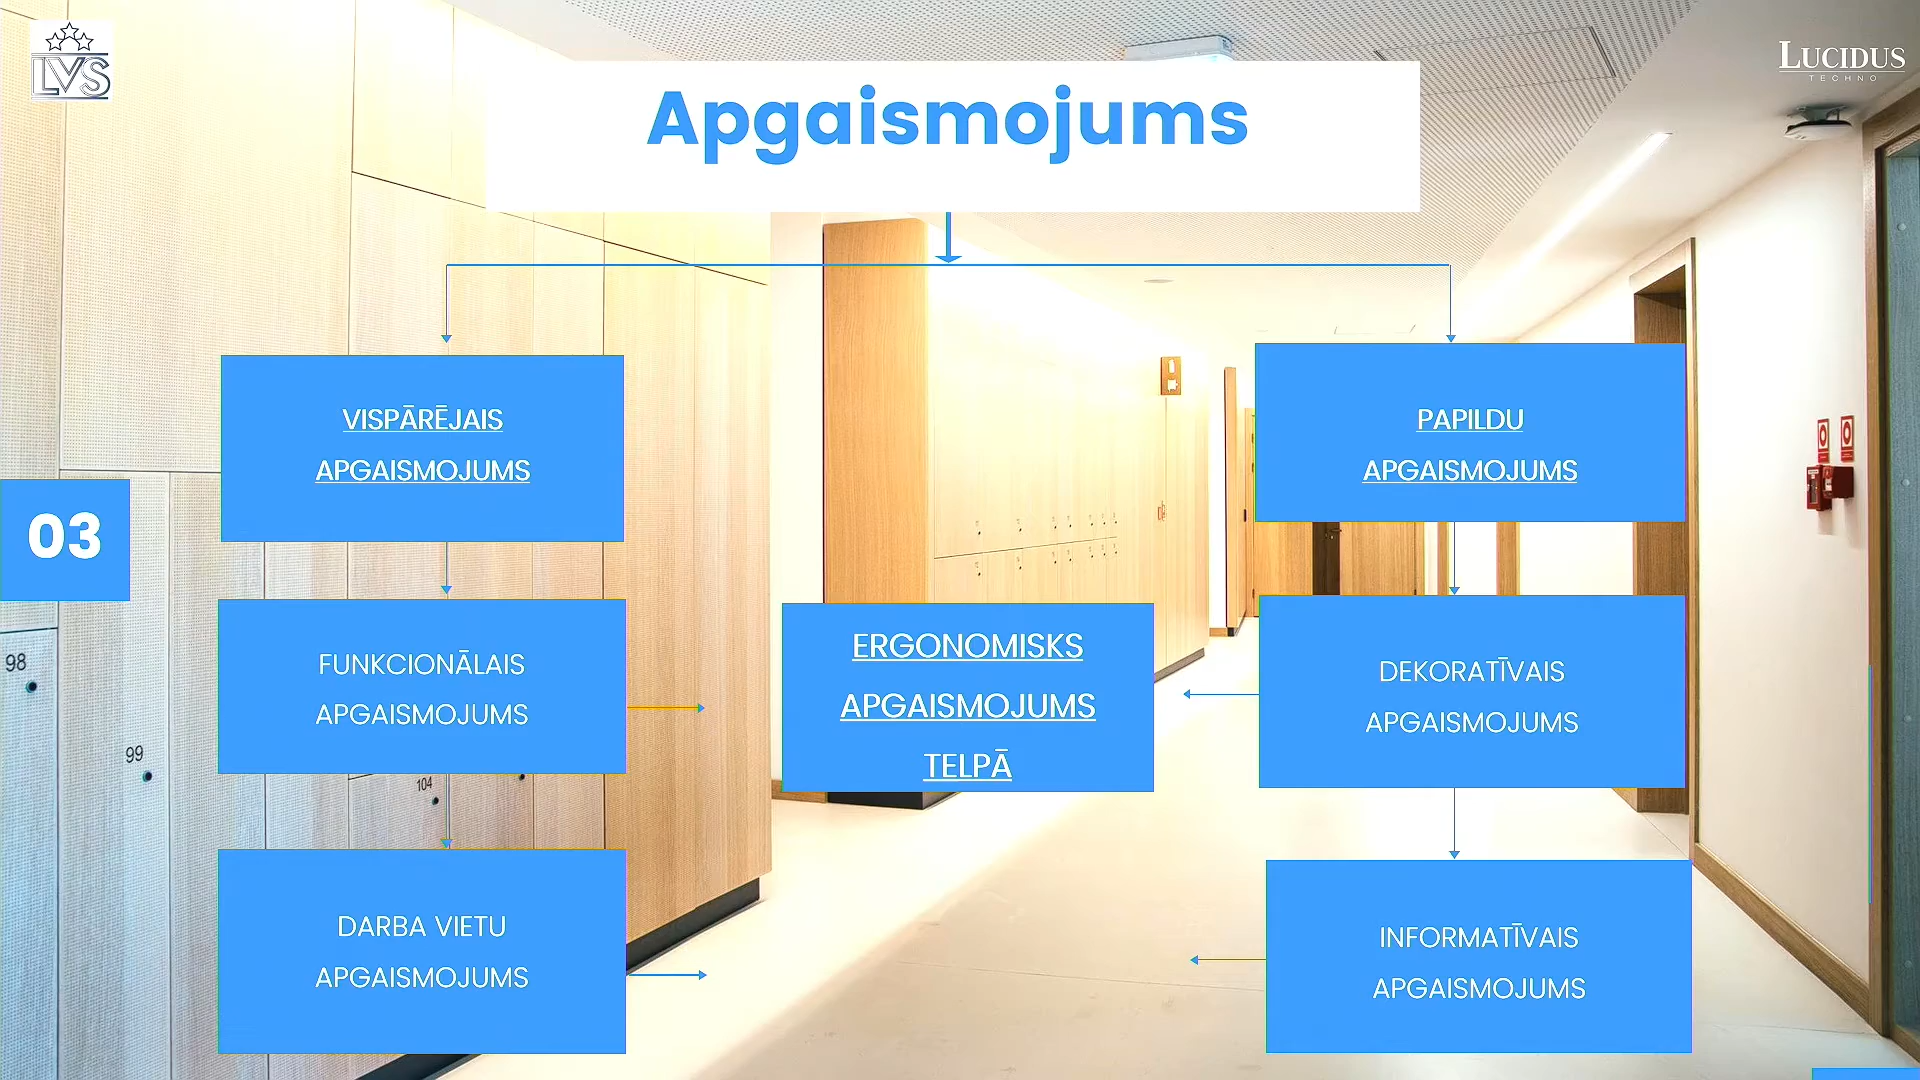 LVS
LUCIDUS
TECHNO
Apgaismojums
VISPĀRĒJAIS
APGAISMOJUMS
PAPILDU
APGAISMOJUMS
03
FUNKCIONĀLAIS
APGAISMOJUMS
ERGONOMISKS
APGAISMOJUMS
TELPĀ
DEKORATĪVAIS
APGAISMOJUMS
98
99
104
DARBA VIETU
APGAISMOJUMS
INFORMATĪVAIS
APGAISMOJUMS